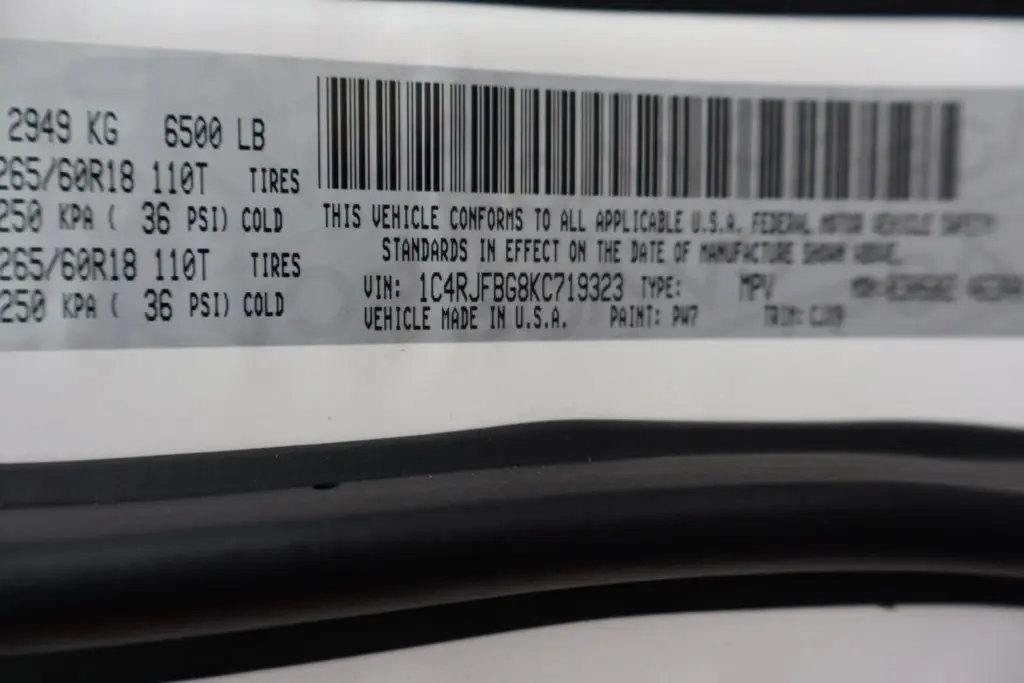 2949 KG 6500 LB
265/60R18 110T TIRES
250 KPA ( 36 PSI) COLD
265/60R18 110T TIRES
250 KPA ( 36 PSI) COLD
THIS VEHICLE CONFORMS TO ALL APPLICABLE U.S.A. FEDERAL MOTOR VEHICLE SAFETY
STANDARDS IN EFFECT ON THE DATE OF MANUFACTURE SHOWN ABOVE.
VIN: 1C4RJFBG8KC719323 TYPE: MPV
VEHICLE MADE IN U.S.A. PAINT: PW7 TRIM: